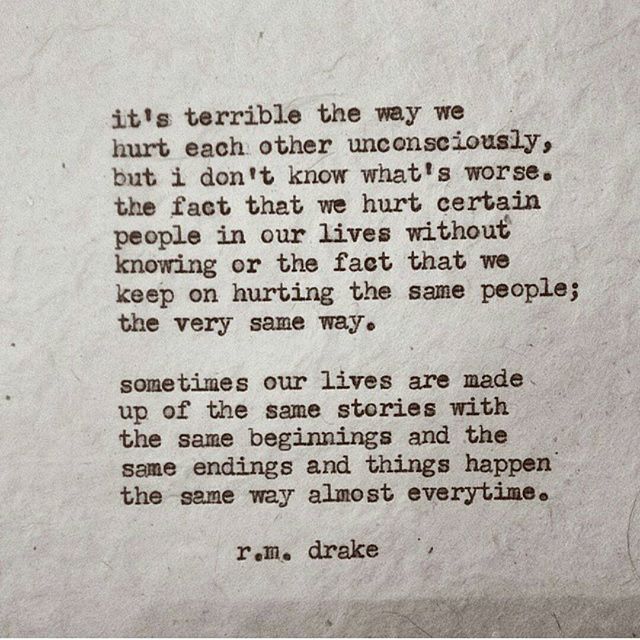 it's terrible the way we
hurt each other unconsciously,
but i don't know what's worse.
the fact that we hurt certain
people in our lives without
knowing or the fact that we
keep on hurting the same people;
the very same way.
sometimes our lives are made
up of the same stories with
the same beginnings and the
same endings and things happen
the same way almost everytime.
r.m. drake